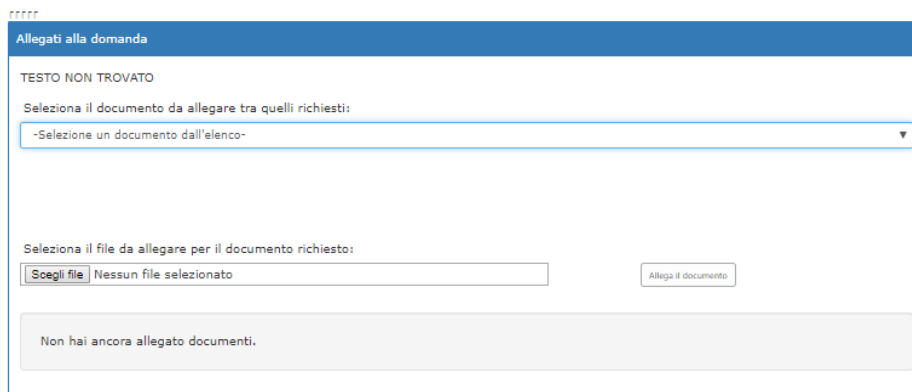 rrrrr
Allegati alla domanda
TESTO NON TROVATO
Seleziona il documento da allegare tra quelli richiesti:
-Selezione un documento dall'elenco-
Seleziona il file da allegare per il documento richiesto:
Scegli file Nessun file selezionato Allega il documento
Non hai ancora allegato documenti.